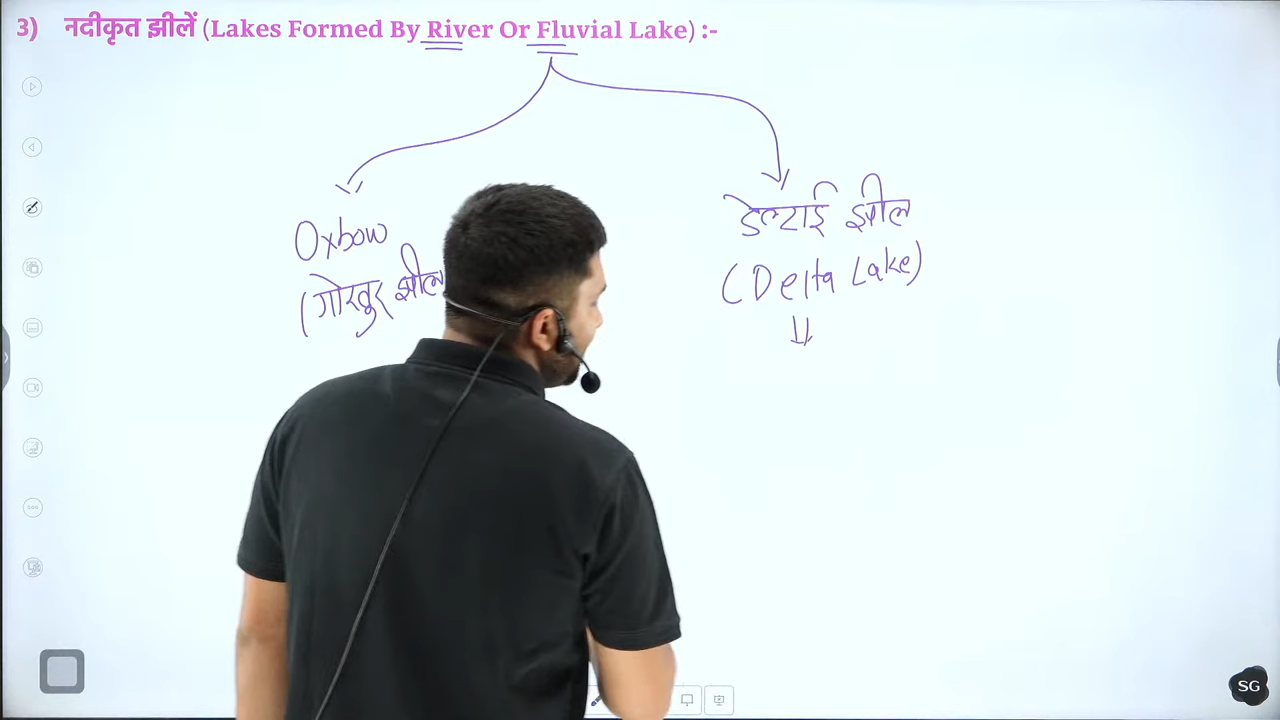 3) नदीकृत झीलें (Lakes Formed By River Or Fluvial Lake) :-
Oxbow
(गोखुर झील
डेल्टाई झील
(Delta Lake)
SG